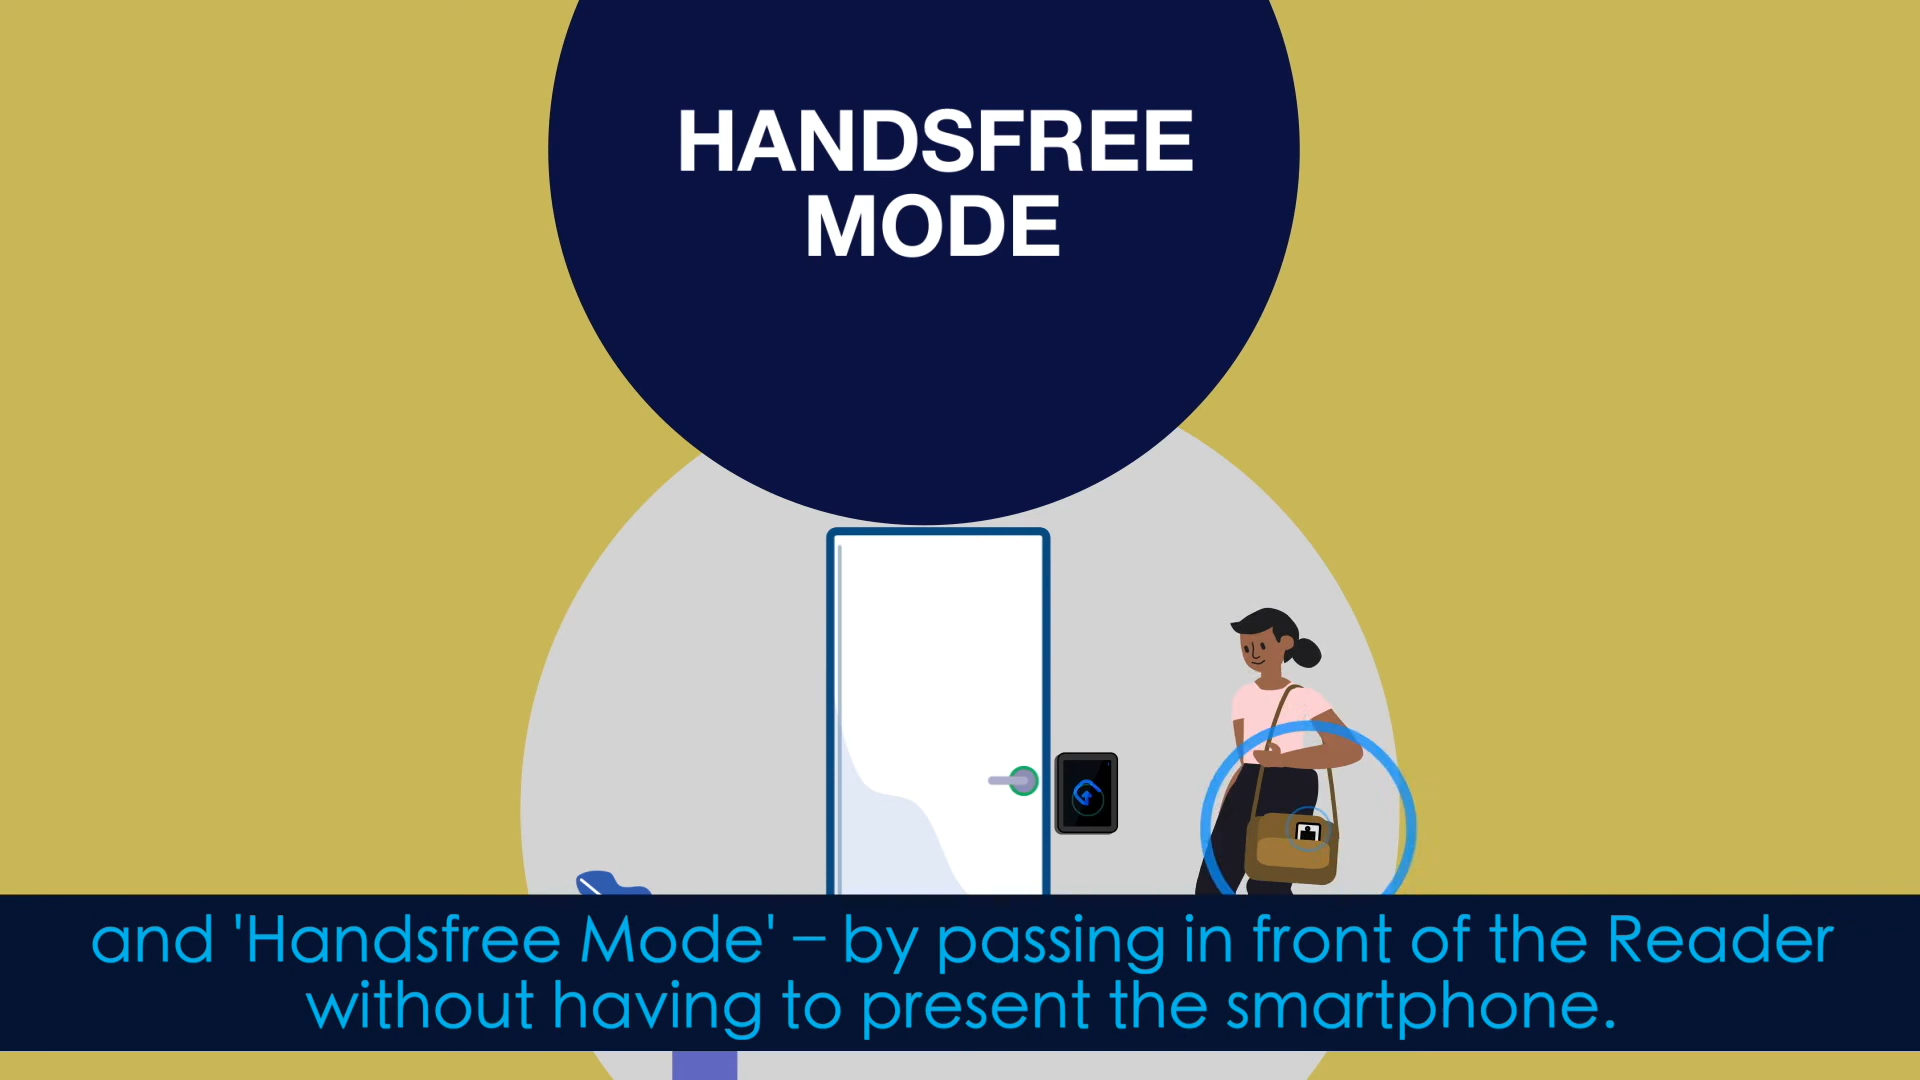 HANDSFREE
MODE
and 'Handsfree Mode' – by passing in front of the Reader
without having to present the smartphone.